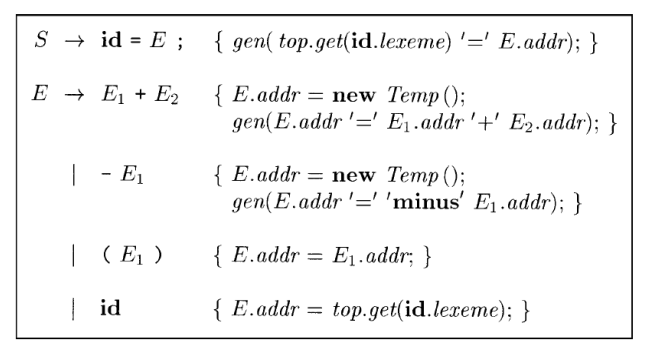 S → id = E ; { gen( top.get(id.lexeme) '=' E.addr); }
E → E₁ + E₂ { E.addr = new Temp();
gen(E.addr '=' E₁.addr '+' E₂.addr); }
| - E₁ { E.addr = new Temp();
gen(E.addr '=' 'minus' E₁.addr); }
| ( E₁ ) { E.addr = E₁.addr; }
| id { E.addr = top.get(id.lexeme); }